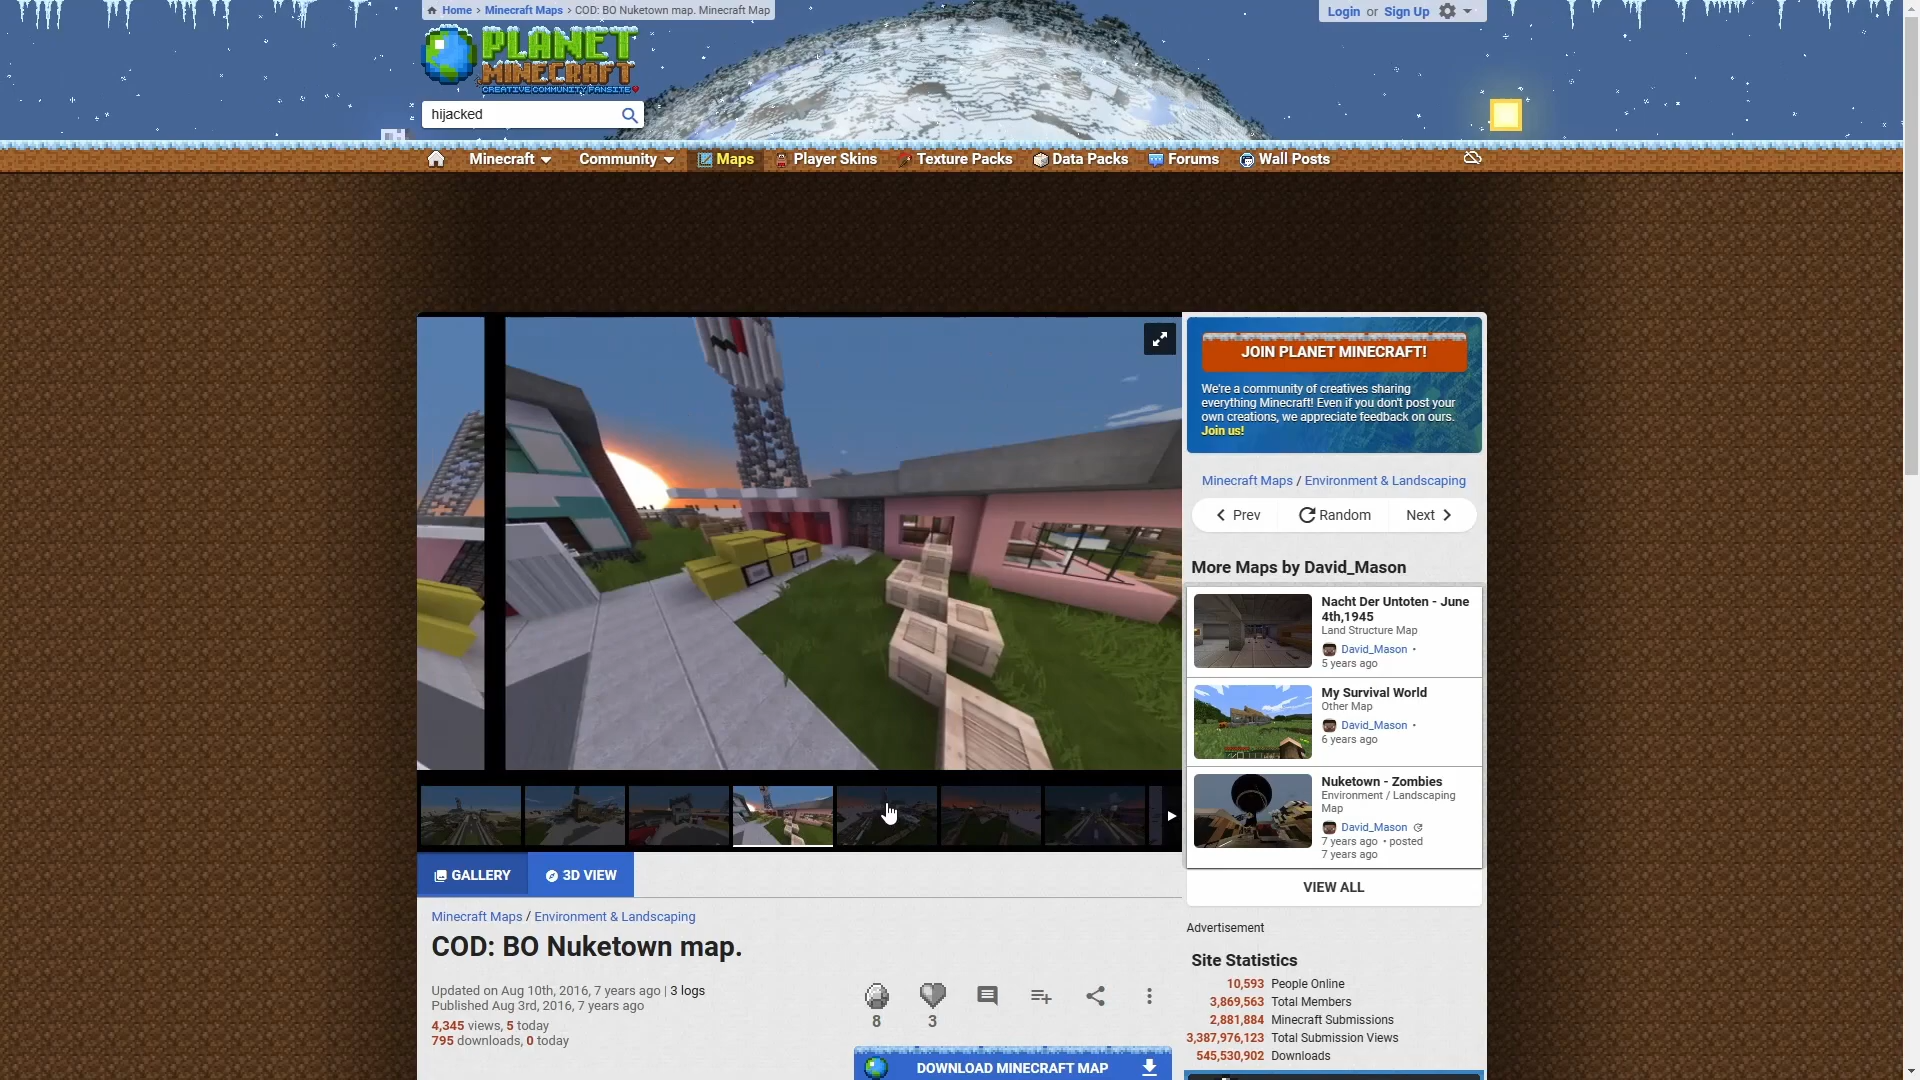 Home > Minecraft Maps > COD: BO Nuketown map. Minecraft Map
Login or Sign Up
PLANET
MINECRAFT
CREATIVE COMMUNITY FANSITE
hijacked
Minecraft Community Maps Player Skins Texture Packs Data Packs Forums Wall Posts
JOIN PLANET MINECRAFT!
We're a community of creatives sharing
everything Minecraft! Even if you don't post your
own creations, we appreciate feedback on ours.
Join us!
Minecraft Maps / Environment & Landscaping
Prev Random Next
More Maps by David_Mason
Nacht Der Untoten - June
4th,1945
Land Structure Map
David_Mason •
5 years ago
My Survival World
Other Map
David_Mason •
6 years ago
Nuketown - Zombies
Environment / Landscaping
Map
David_Mason
7 years ago • posted
7 years ago
VIEW ALL
Advertisement
Site Statistics
10,593 People Online
3,869,563 Total Members
2,881,884 Minecraft Submissions
3,387,976,123 Total Submission Views
545,530,902 Downloads
GALLERY 3D VIEW
Minecraft Maps / Environment & Landscaping
COD: BO Nuketown map.
Updated on Aug 10th, 2016, 7 years ago | 3 logs
Published Aug 3rd, 2016, 7 years ago
4,345 views, 5 today
795 downloads, 0 today
8 3
DOWNLOAD MINECRAFT MAP